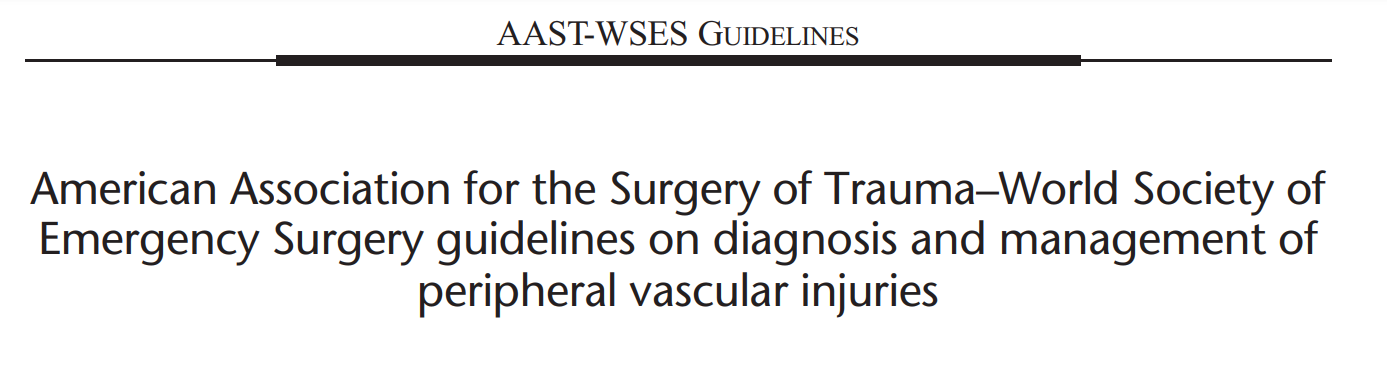 AAST-WSES GUIDELINES
American Association for the Surgery of Trauma–World Society of
Emergency Surgery guidelines on diagnosis and management of
peripheral vascular injuries